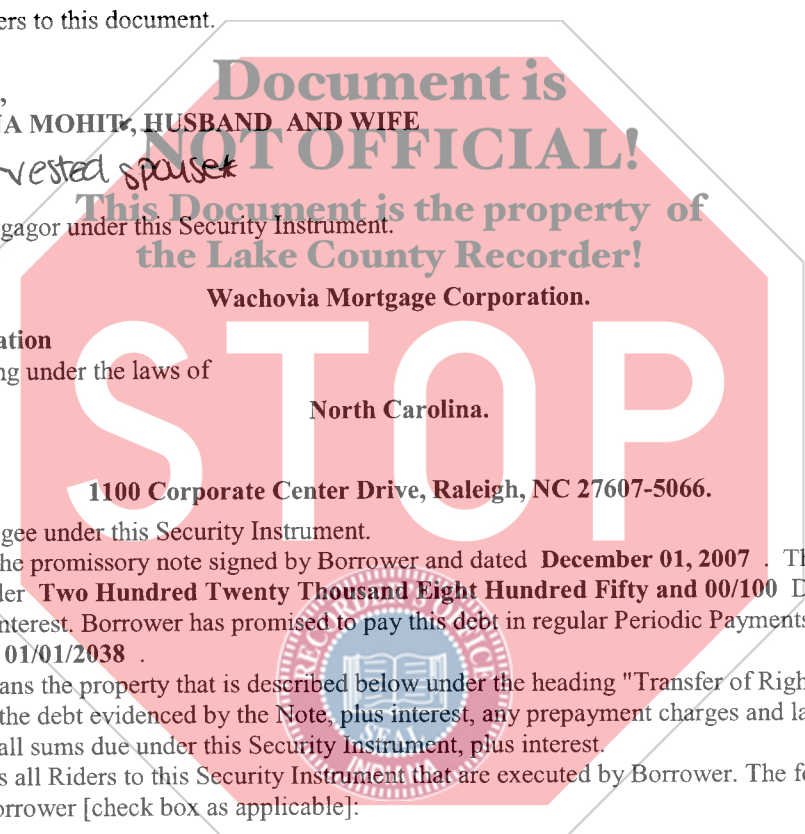 ers to this document.
Document is
,
NA MOHIT, HUSBAND AND WIFE
NOT OFFICIAL!
vested spouse*
This Document is the property of
gagor under this Security Instrument.
the Lake County Recorder!
Wachovia Mortgage Corporation.
ation
ng under the laws of
STOP
North Carolina.
1100 Corporate Center Drive, Raleigh, NC 27607-5066.
gee under this Security Instrument.
he promissory note signed by Borrower and dated December 01, 2007 . Th
der Two Hundred Twenty Thousand Eight Hundred Fifty and 00/100 D
nterest. Borrower has promised to pay this debt in regular Periodic Payments
01/01/2038 .
ans the property that is described below under the heading "Transfer of Righ
the debt evidenced by the Note, plus interest, any prepayment charges and la
all sums due under this Security Instrument, plus interest.
s all Riders to this Security Instrument that are executed by Borrower. The fo
orrower [check box as applicable]:
RECORDER'S OFFICE
SEAL
INDIANA